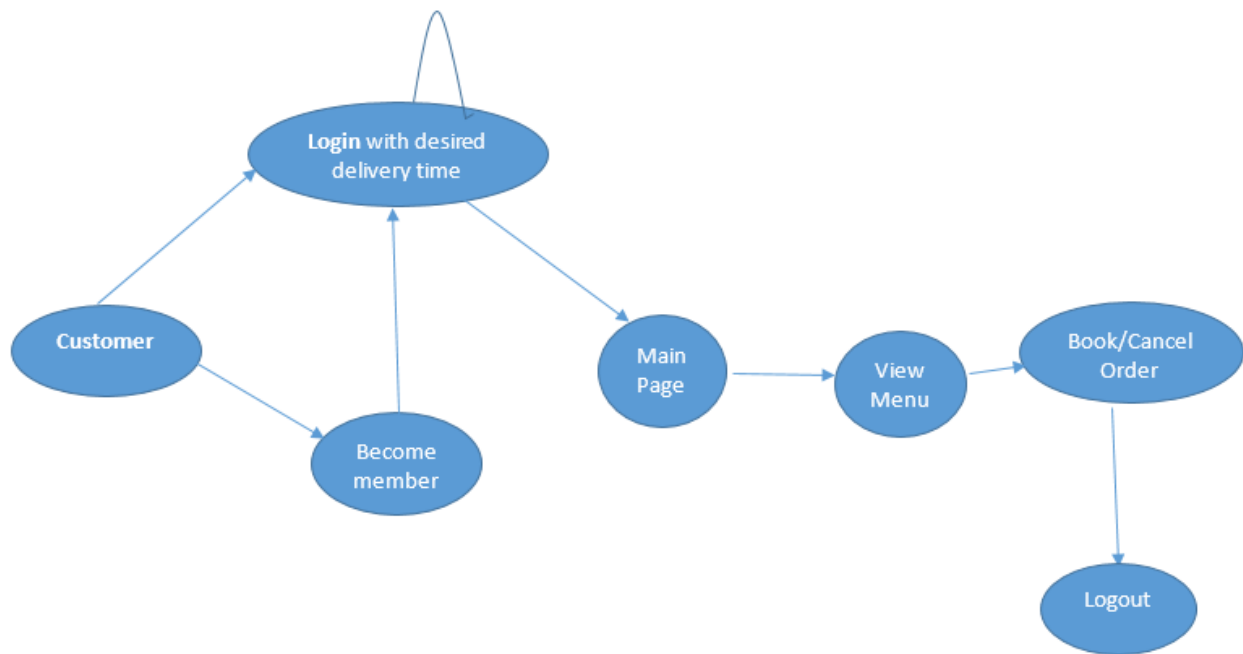 Login with desired
delivery time
Customer
Become
member
Main
Page
View
Menu
Book/Cancel
Order
Logout